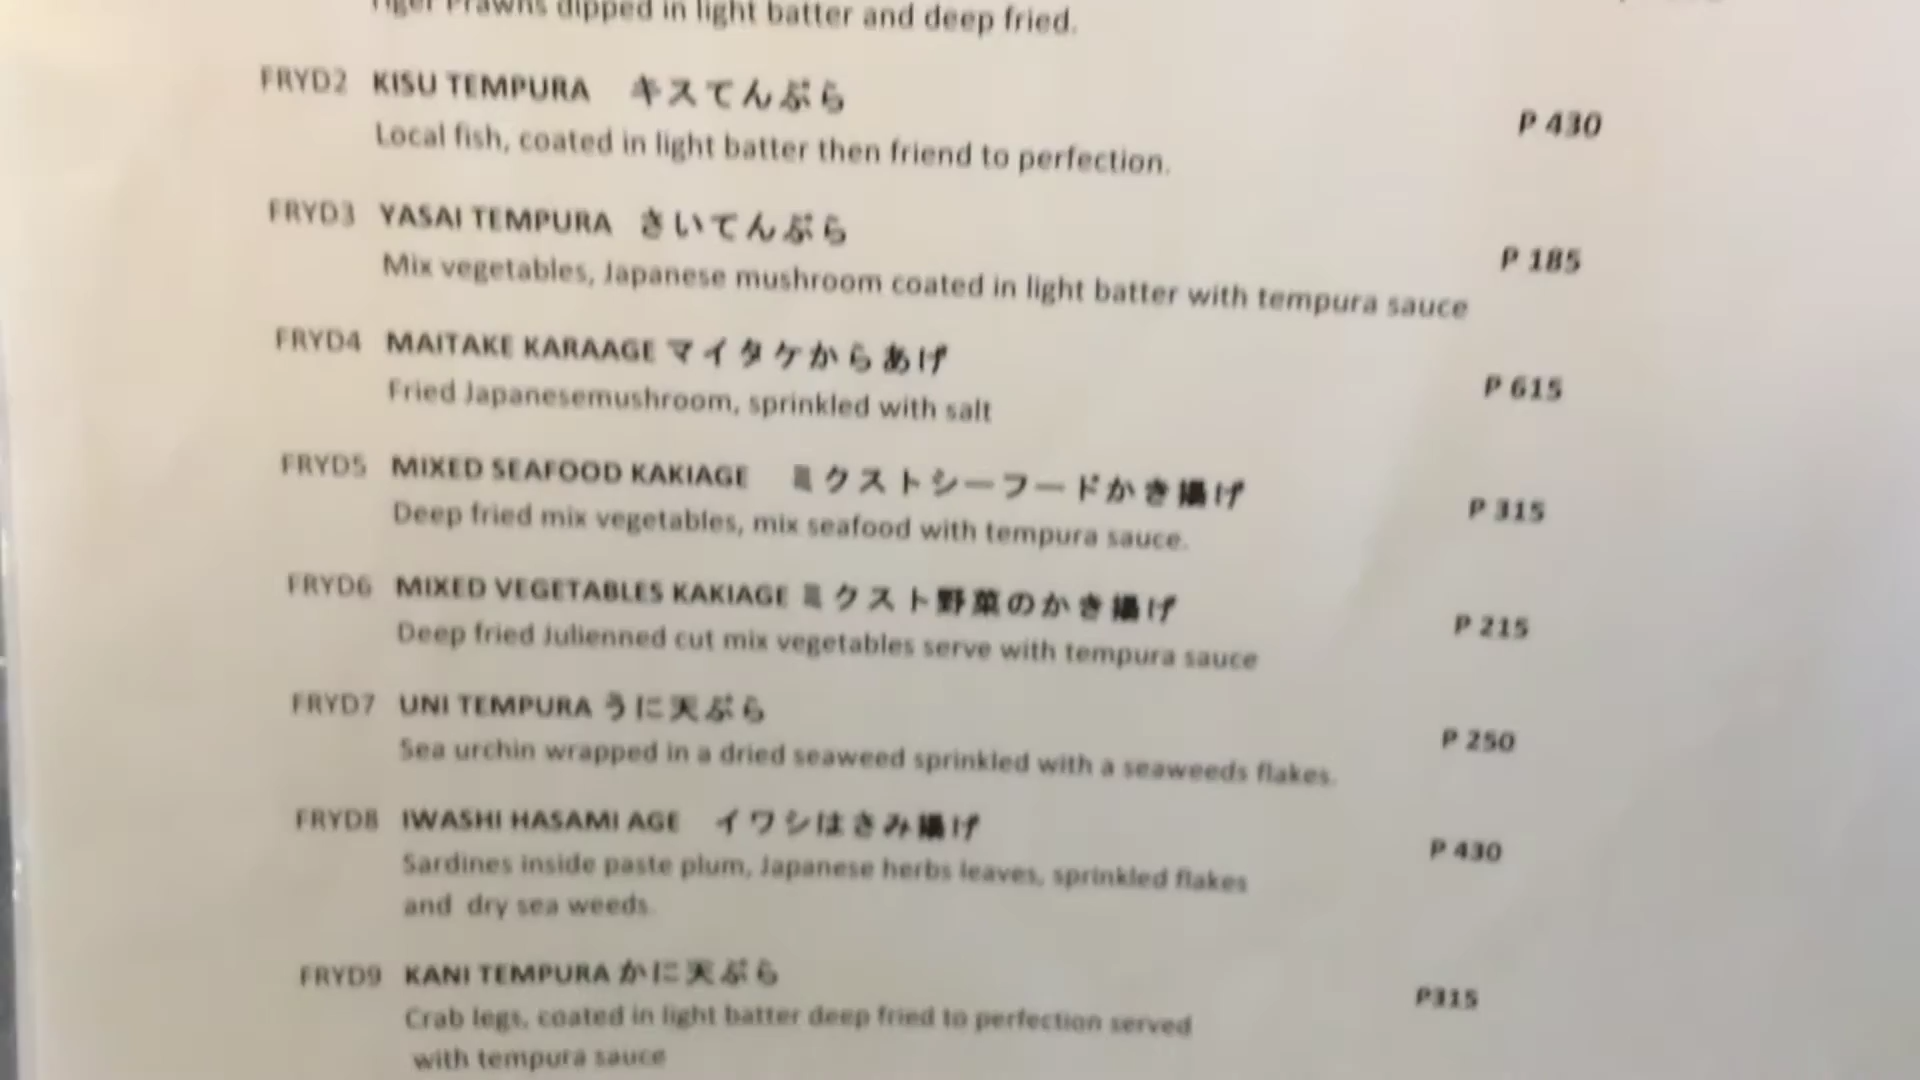 Tiger Prawns dipped in light batter and deep fried.
FRYD2 KISU TEMPURA キスてんぷら P 430
Local fish, coated in light batter then friend to perfection.
FRYD3 YASAI TEMPURA さいてんぷら P 185
Mix vegetables, Japanese mushroom coated in light batter with tempura sauce
FRYD4 MAITAKE KARAAGE マイタケからあげ P 615
Fried Japanesemushroom, sprinkled with salt
FRYD5 MIXED SEAFOOD KAKIAGE ミクストシーフードかき揚げ P 315
Deep fried mix vegetables, mix seafood with tempura sauce.
FRYD6 MIXED VEGETABLES KAKIAGE ミクスト野菜のかき揚げ P 215
Deep fried Julienned cut mix vegetables serve with tempura sauce
FRYD7 UNI TEMPURA うに天ぷら P 250
Sea urchin wrapped in a dried seaweed sprinkled with a seaweeds flakes.
FRYD8 IWASHI HASAMI AGE イワシはさみ揚げ P 430
Sardines inside paste plum, Japanese herbs leaves, sprinkled flakes
and dry sea weeds.
FRYD9 KANI TEMPURA かに天ぷら P315
Crab legs, coated in light batter deep fried to perfection served
with tempura sauce